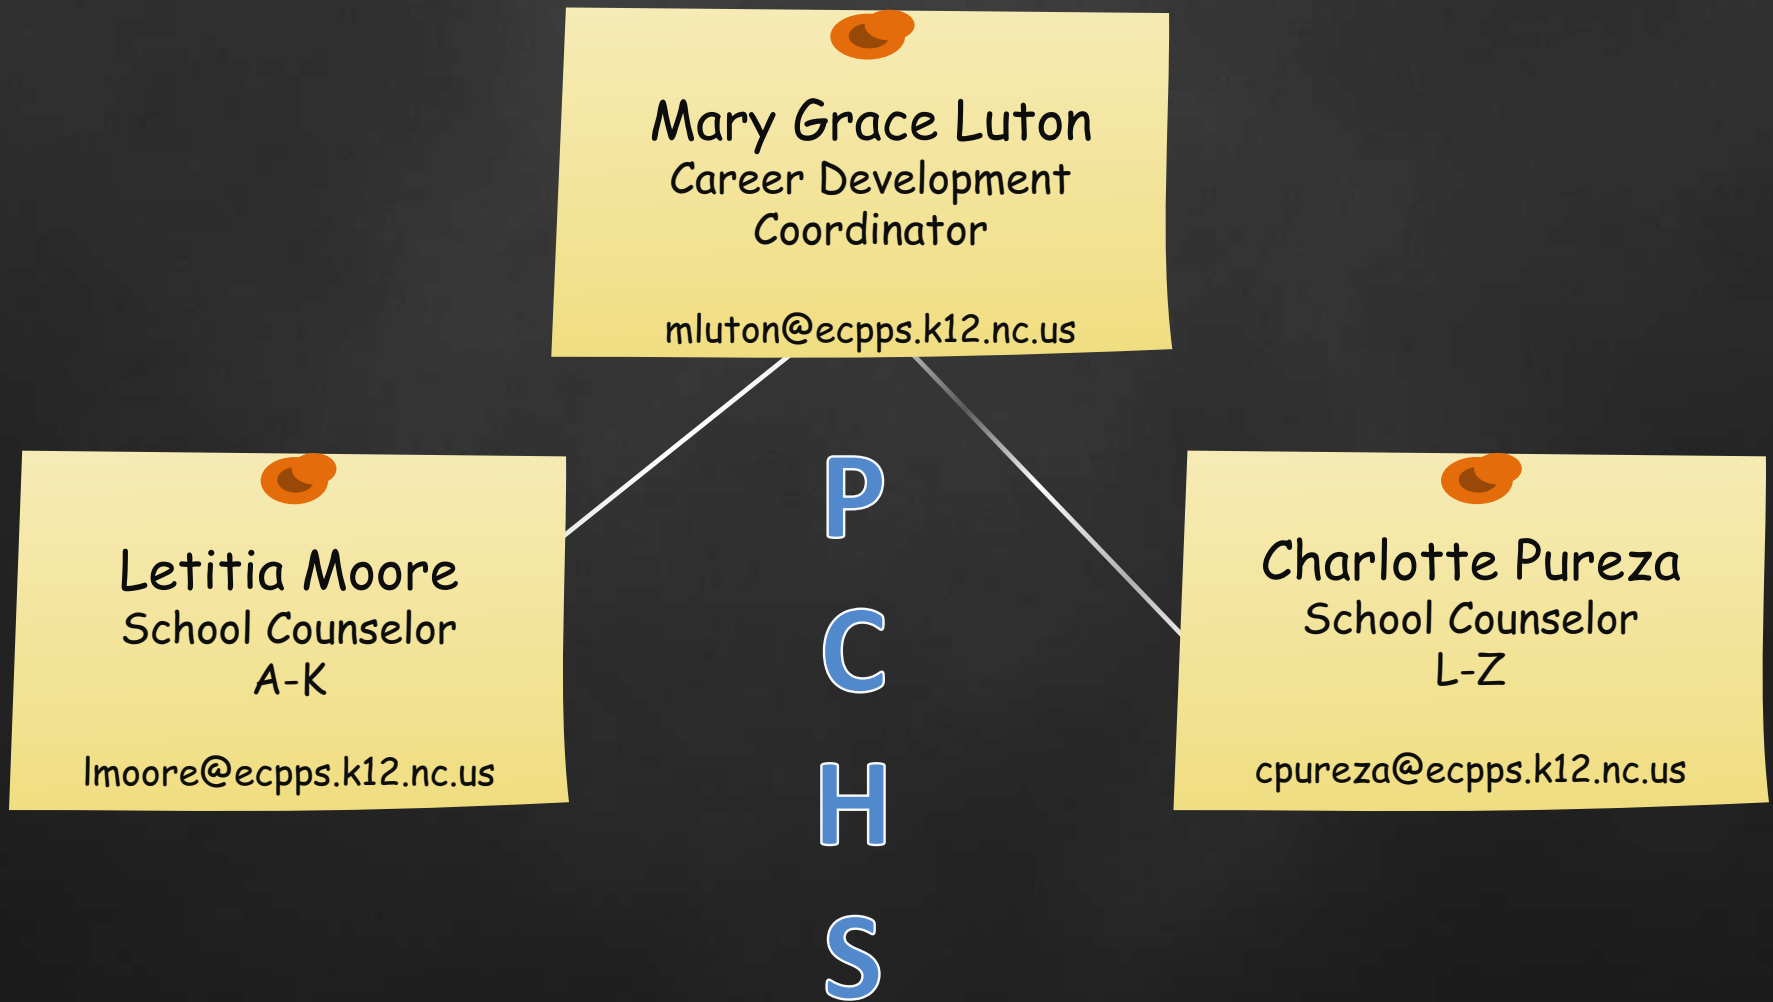 Mary Grace Luton
Career Development
Coordinator
mluton@ecpps.k12.nc.us
Letitia Moore
School Counselor
A-K
lmoore@ecpps.k12.nc.us
P
C
H
S
Charlotte Pureza
School Counselor
L-Z
cpureza@ecpps.k12.nc.us